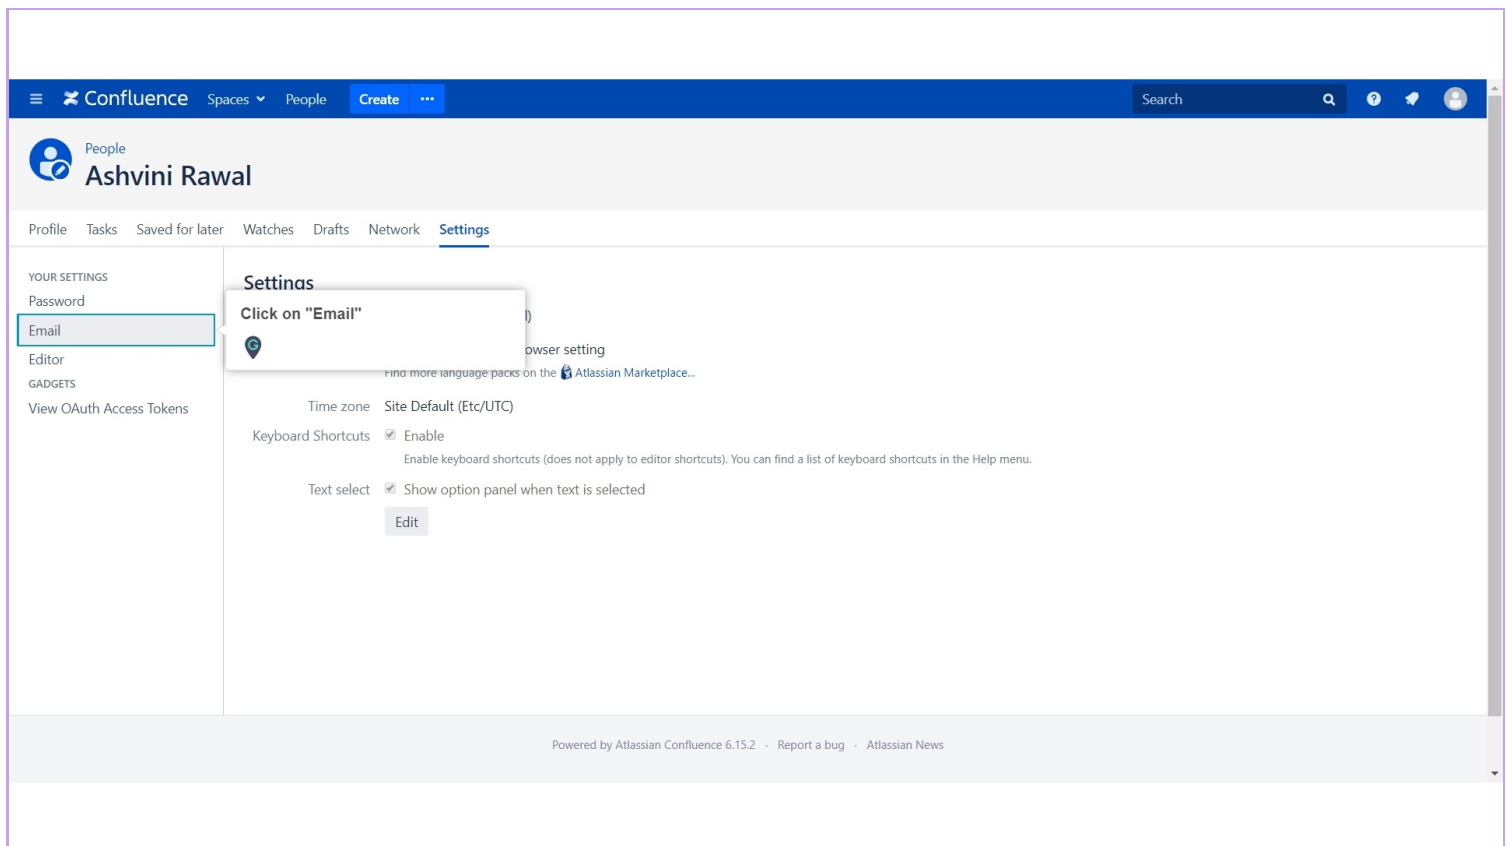 Confluence Spaces People Create ··· Search
People
Ashvini Rawal
Profile Tasks Saved for later Watches Drafts Network Settings
YOUR SETTINGS
Password
Email
Editor
GADGETS
View OAuth Access Tokens
Settings
Click on "Email"
G
owser setting
Find more language packs on the Atlassian Marketplace...
Time zone Site Default (Etc/UTC)
Keyboard Shortcuts Enable
Enable keyboard shortcuts (does not apply to editor shortcuts). You can find a list of keyboard shortcuts in the Help menu.
Text select Show option panel when text is selected
Edit
Powered by Atlassian Confluence 6.15.2 · Report a bug · Atlassian News